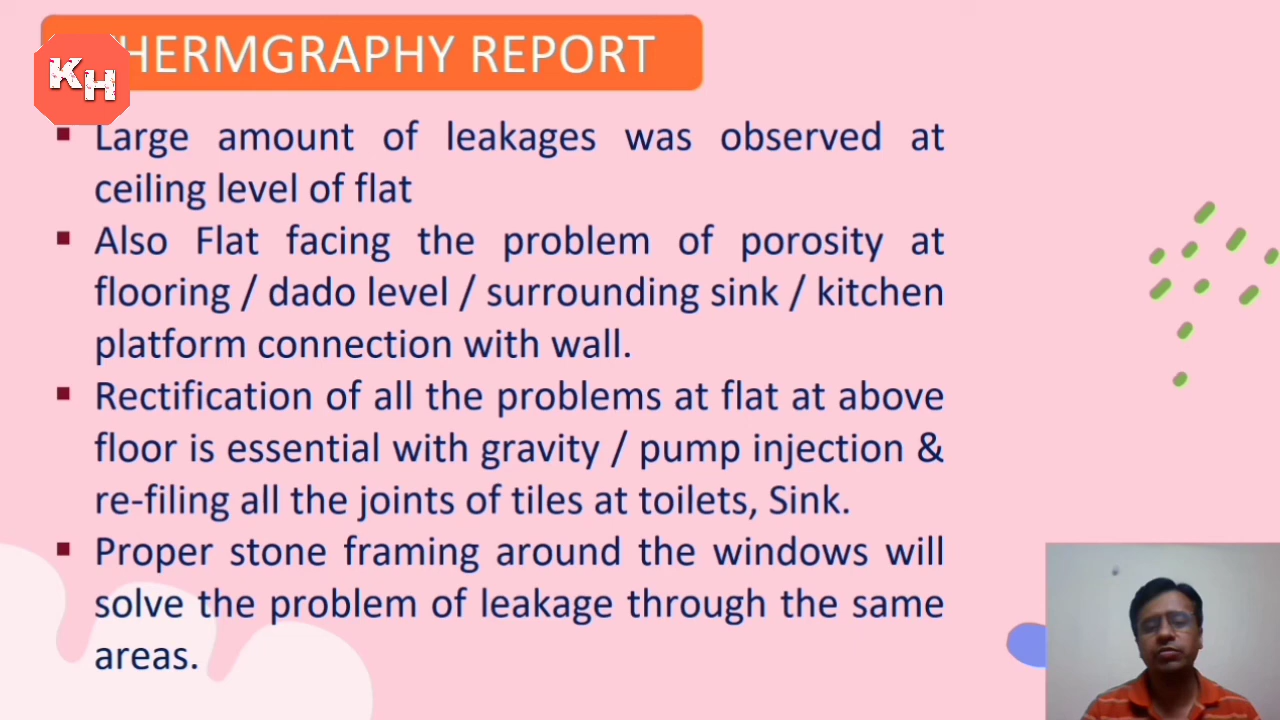 THERMGRAPHY REPORT
KH
Large amount of leakages was observed at
ceiling level of flat
Also Flat facing the problem of porosity at
flooring / dado level / surrounding sink / kitchen
platform connection with wall.
Rectification of all the problems at flat at above
floor is essential with gravity / pump injection &
re-filing all the joints of tiles at toilets, Sink.
Proper stone framing around the windows will
solve the problem of leakage through the same
areas.